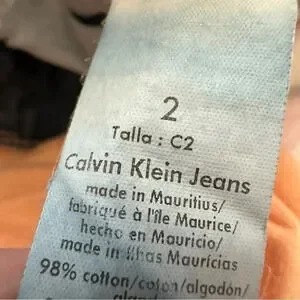 2
Talla : C2
Calvin Klein Jeans
made in Mauritius/
fabriqué à l'île Maurice/
hecho en Mauricio/
made in Ilhas Maurícias
98% cotton/coton/algodón/